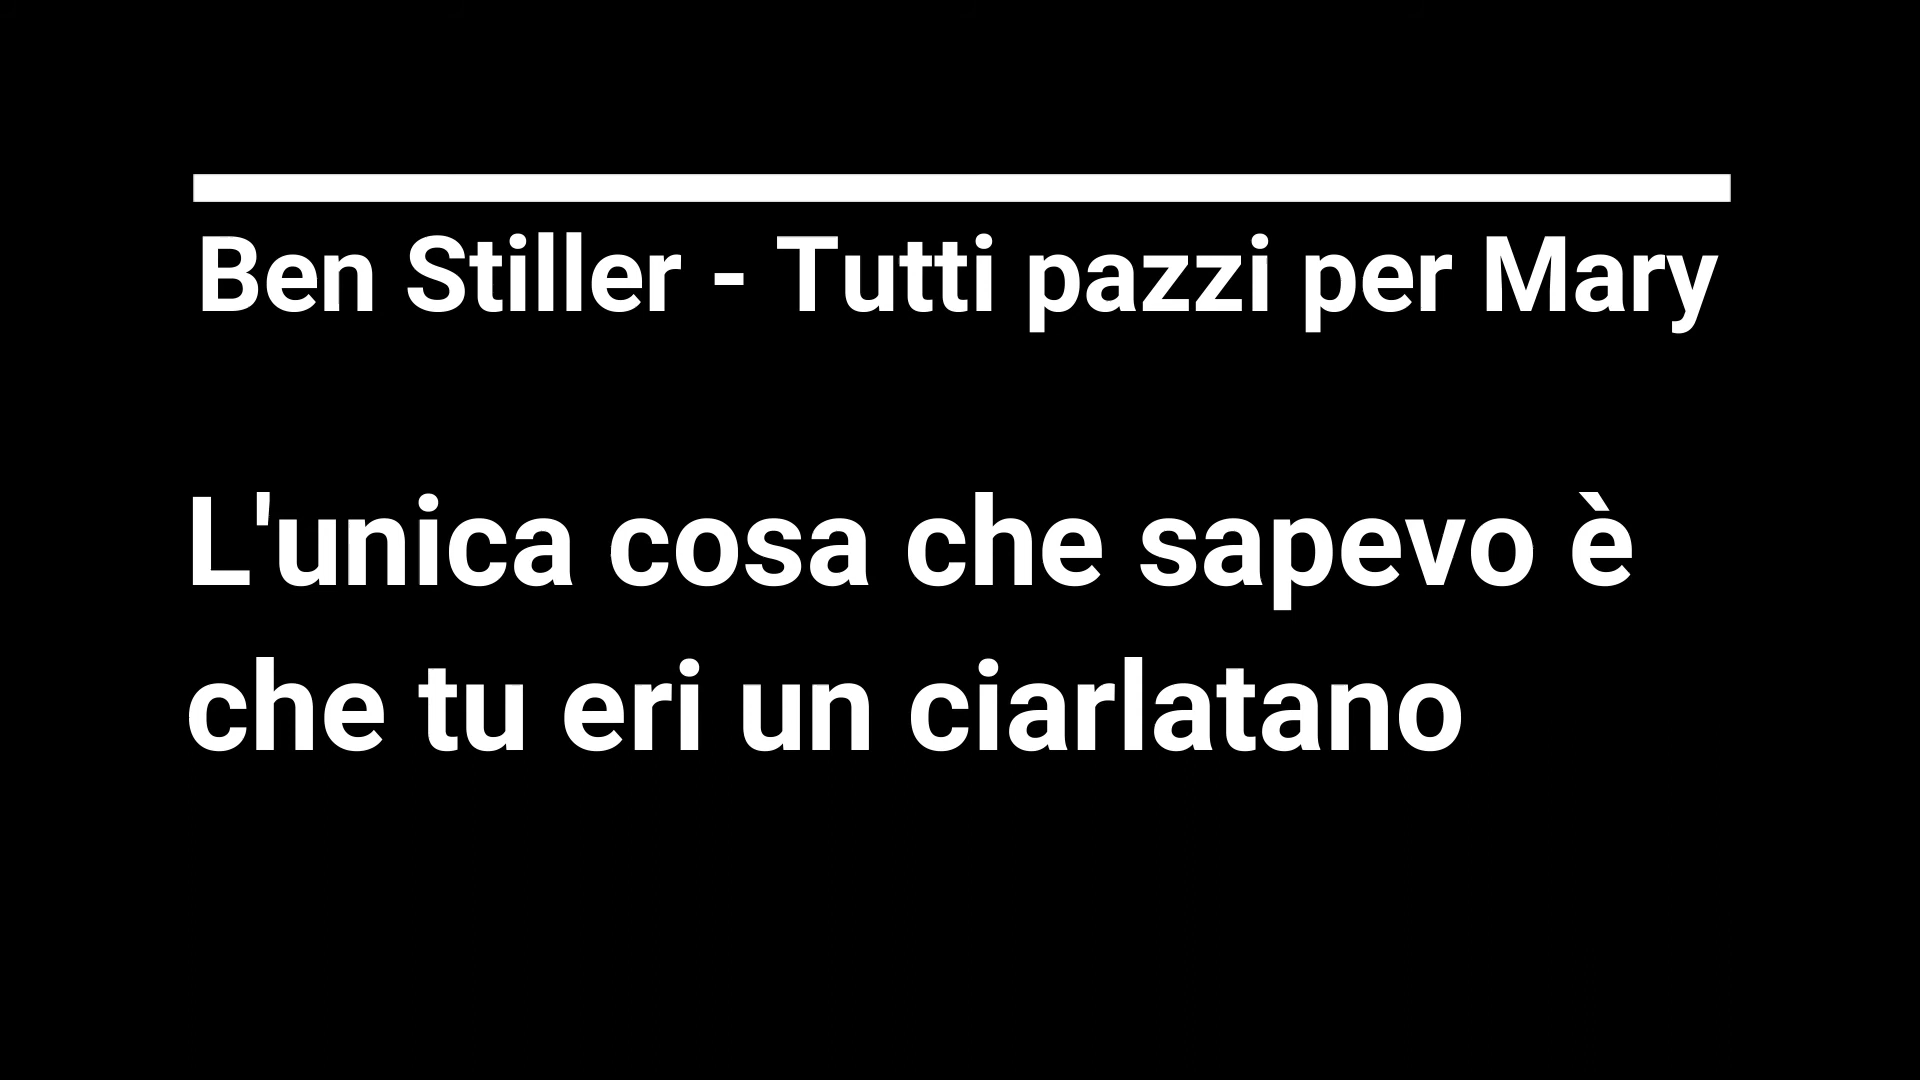 Ben Stiller - Tutti pazzi per Mary
L'unica cosa che sapevo è
che tu eri un ciarlatano